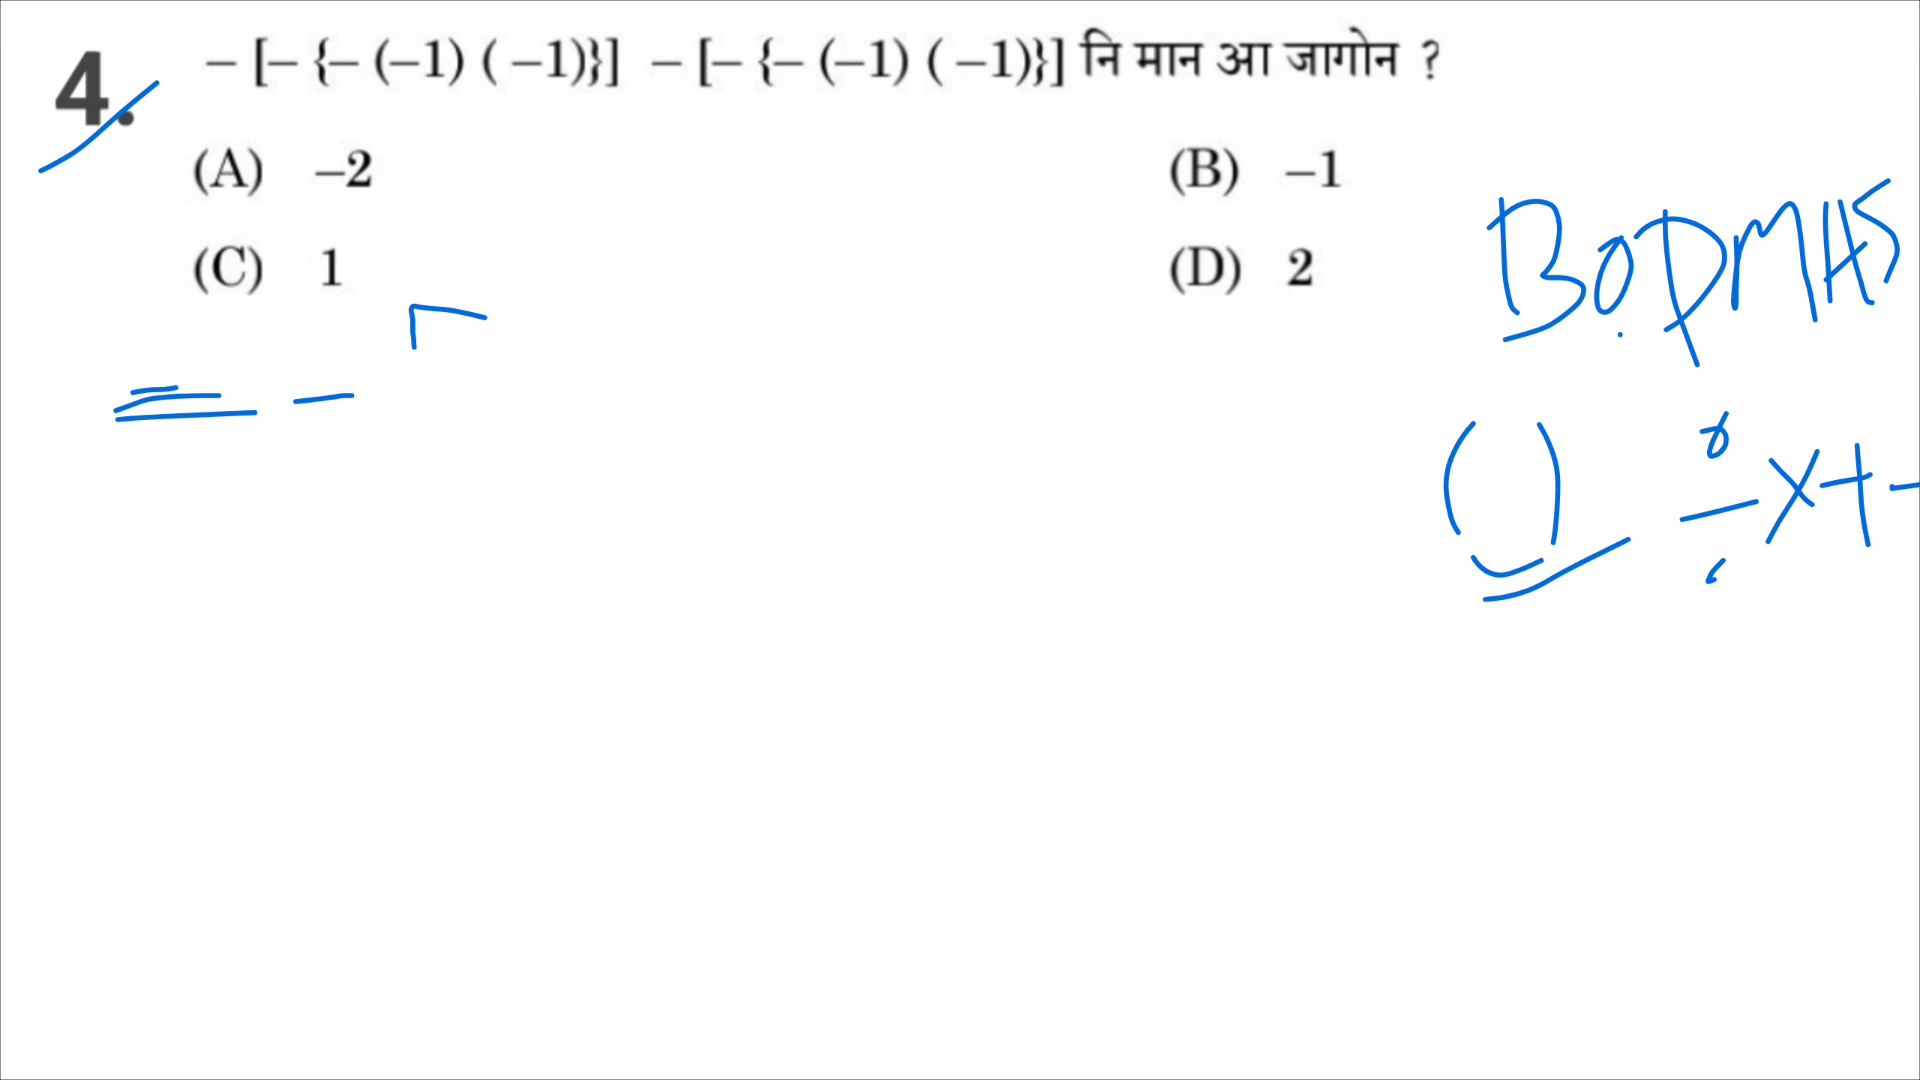 4. – [– {– (–1) ( –1)}] – [– {– (–1) ( –1)}] नि मान आ जागोन ?
(A) –2 (B) –1
(C) 1 (D) 2
BODMAS
( ) ÷ × + -
= -